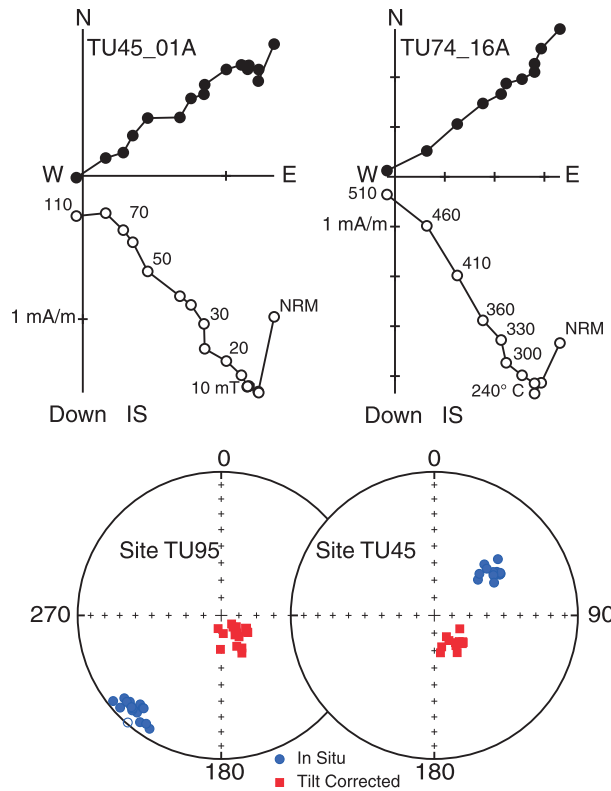 N
TU45_01A
W
E
110
70
50
1 mA/m
30
NRM
20
10 mT
Down IS
N
TU74_16A
W
E
510
1 mA/m
460
410
360
330
NRM
300
240° C
Down IS
0
0
Site TU95
Site TU45
270
90
180
180
In Situ
Tilt Corrected